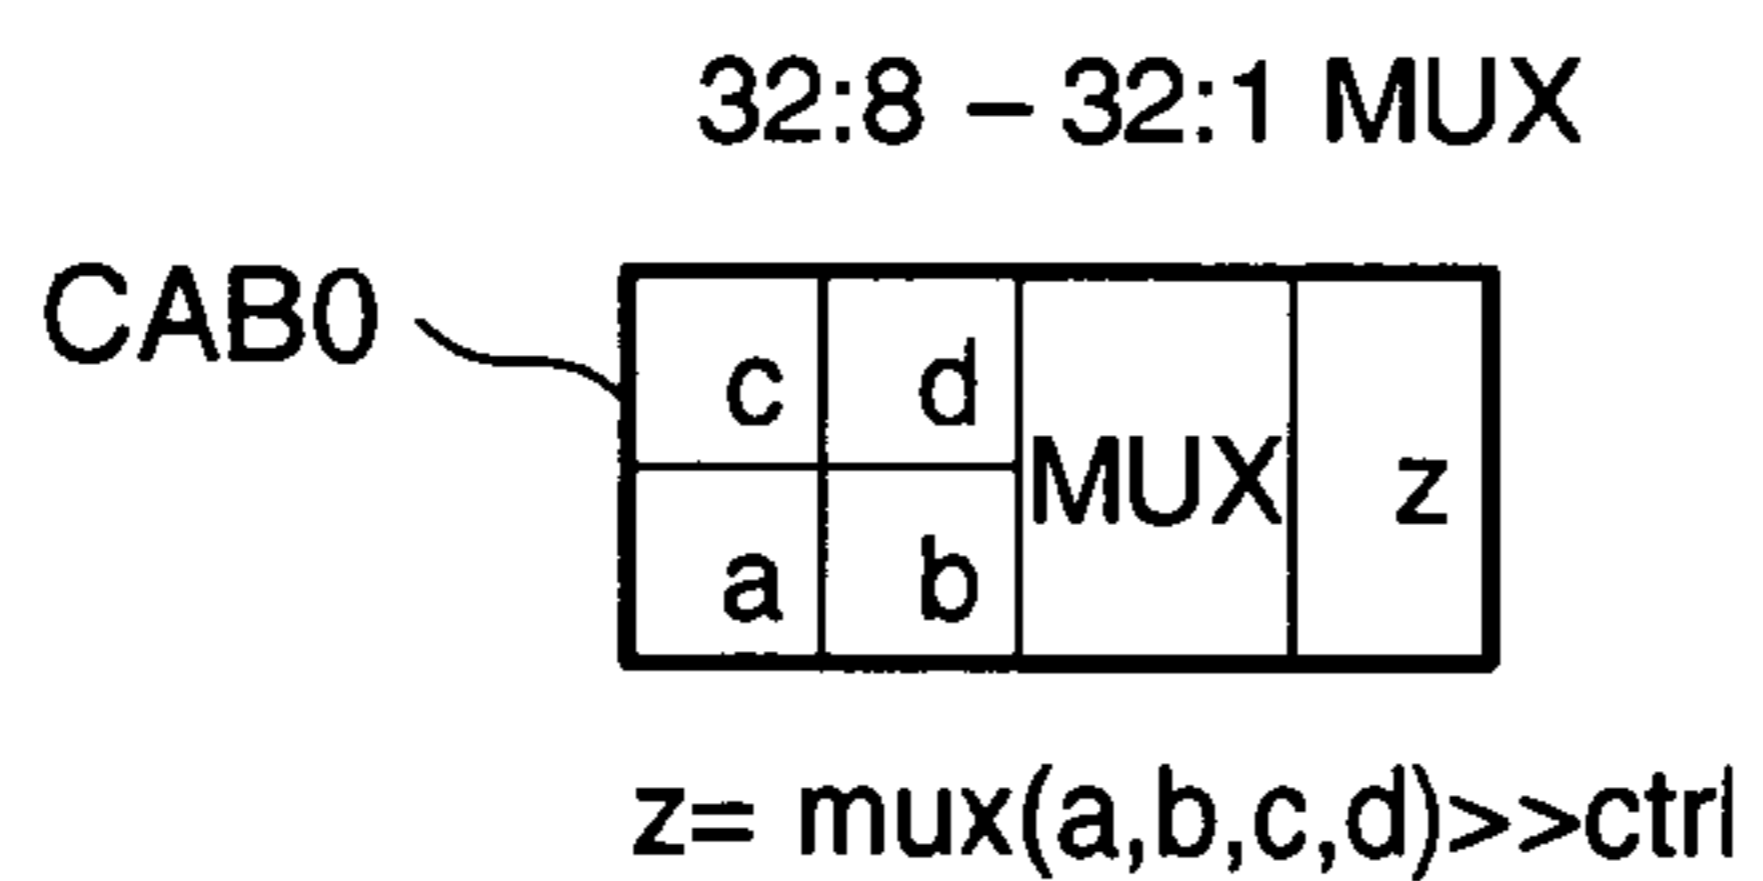 32:8 – 32:1 MUX
CAB0
c d
MUX z
a b
z= mux(a,b,c,d)>>ctrl